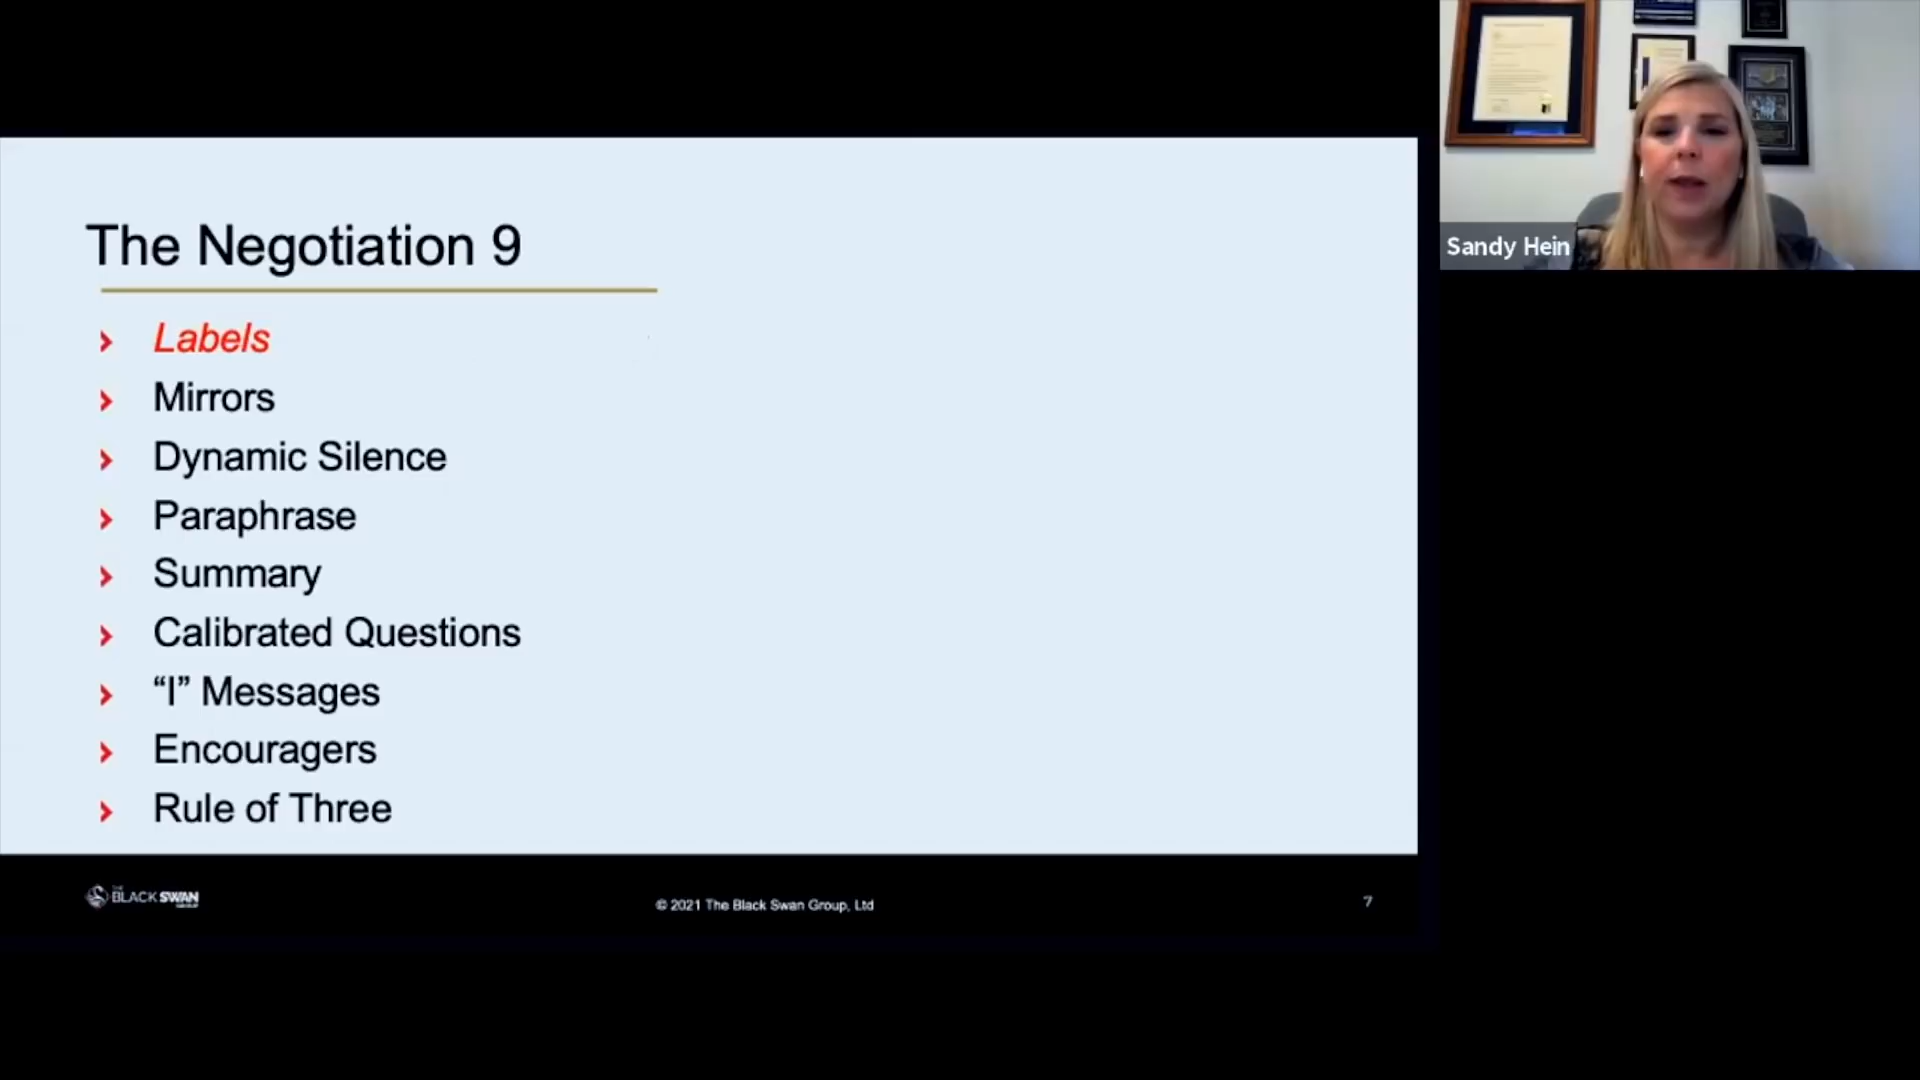 Sandy Hein
The Negotiation 9
Labels
Mirrors
Dynamic Silence
Paraphrase
Summary
Calibrated Questions
“I” Messages
Encouragers
Rule of Three
THE
BLACK SWAN
© 2021 The Black Swan Group, Ltd
7